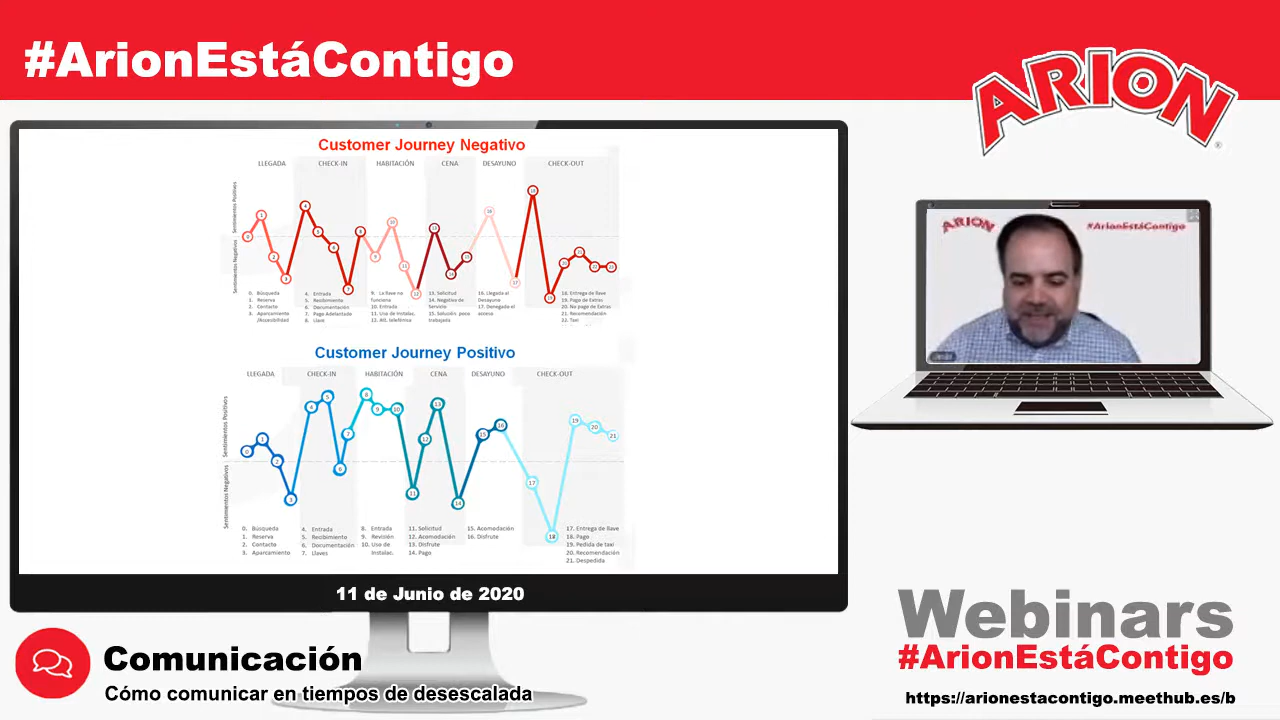 #ArionEstáContigo
ARION
®
Customer Journey Negativo
LLEGADA CHECK-IN HABITACIÓN CENA DESAYUNO CHECK-OUT
Sentimientos Positivos
Sentimientos Negativos
0. Búsqueda
1. Reserva
2. Contacto
3. Aparcamiento
/Accesibilidad
4. Entrada
5. Recibimiento
6. Documentación
7. Pago Adelantado
8. Llave
9. La llave no
funciona
10. Entrada
11. Uso de Instalac.
12. Att. telefónica
13. Solicitud
14. Negativa de
Servicio
15. Solución poco
trabajada
16. Llegada al
Desayuno
17. Denegado el
acceso
18. Entrega de llave
19. Pago de Extras
20. No pago de Extras
21. Recomendación
22. Taxi
Customer Journey Positivo
LLEGADA CHECK-IN HABITACIÓN CENA DESAYUNO CHECK-OUT
Sentimientos Positivos
Sentimientos Negativos
0. Búsqueda
1. Reserva
2. Contacto
3. Aparcamiento
4. Entrada
5. Recibimiento
6. Documentación
7. Llaves
8. Entrada
9. Revisión
10. Uso de
Instalac.
11. Solicitud
12. Acomodación
13. Disfrute
14. Pago
15. Acomodación
16. Disfrute
17. Entrega de llave
18. Pago
19. Pedida de taxi
20. Recomendación
21. Despedida
ARION
#ArionEstáContigo
11 de Junio de 2020
Comunicación
Cómo comunicar en tiempos de desescalada
Webinars
#ArionEstáContigo
https://arionestacontigo.meethub.es/b